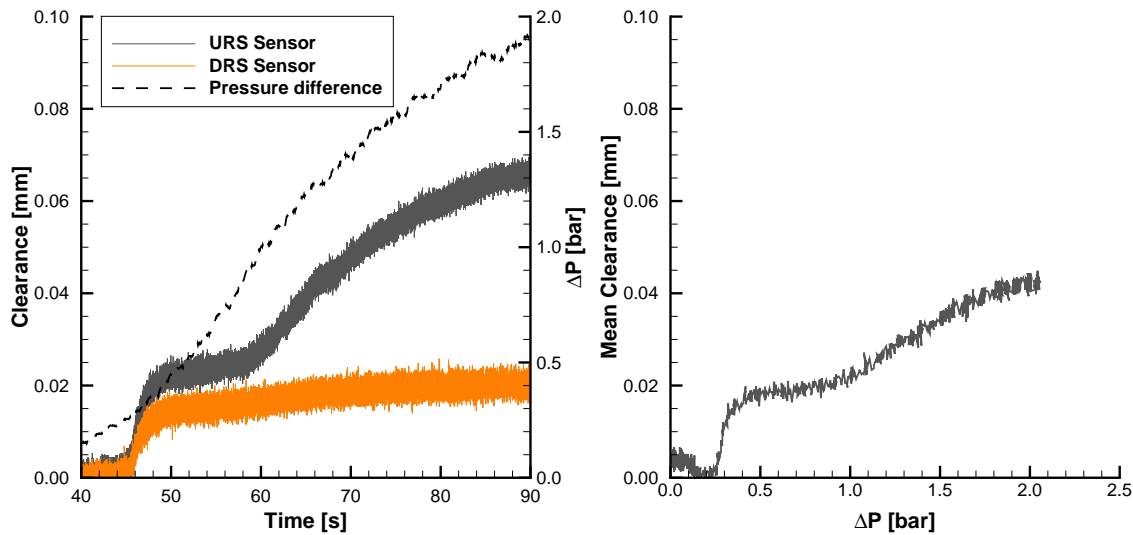 URS Sensor
DRS Sensor
Pressure difference
Clearance [mm]
0.10
0.08
0.06
0.04
0.02
0.00
40 50 60 70 80 90
Time [s]
2.0
1.5
1.0
0.5
0.0
ΔP [bar]
Mean Clearance [mm]
0.10
0.08
0.06
0.04
0.02
0.00
0.0 0.5 1.0 1.5 2.0 2.5
ΔP [bar]